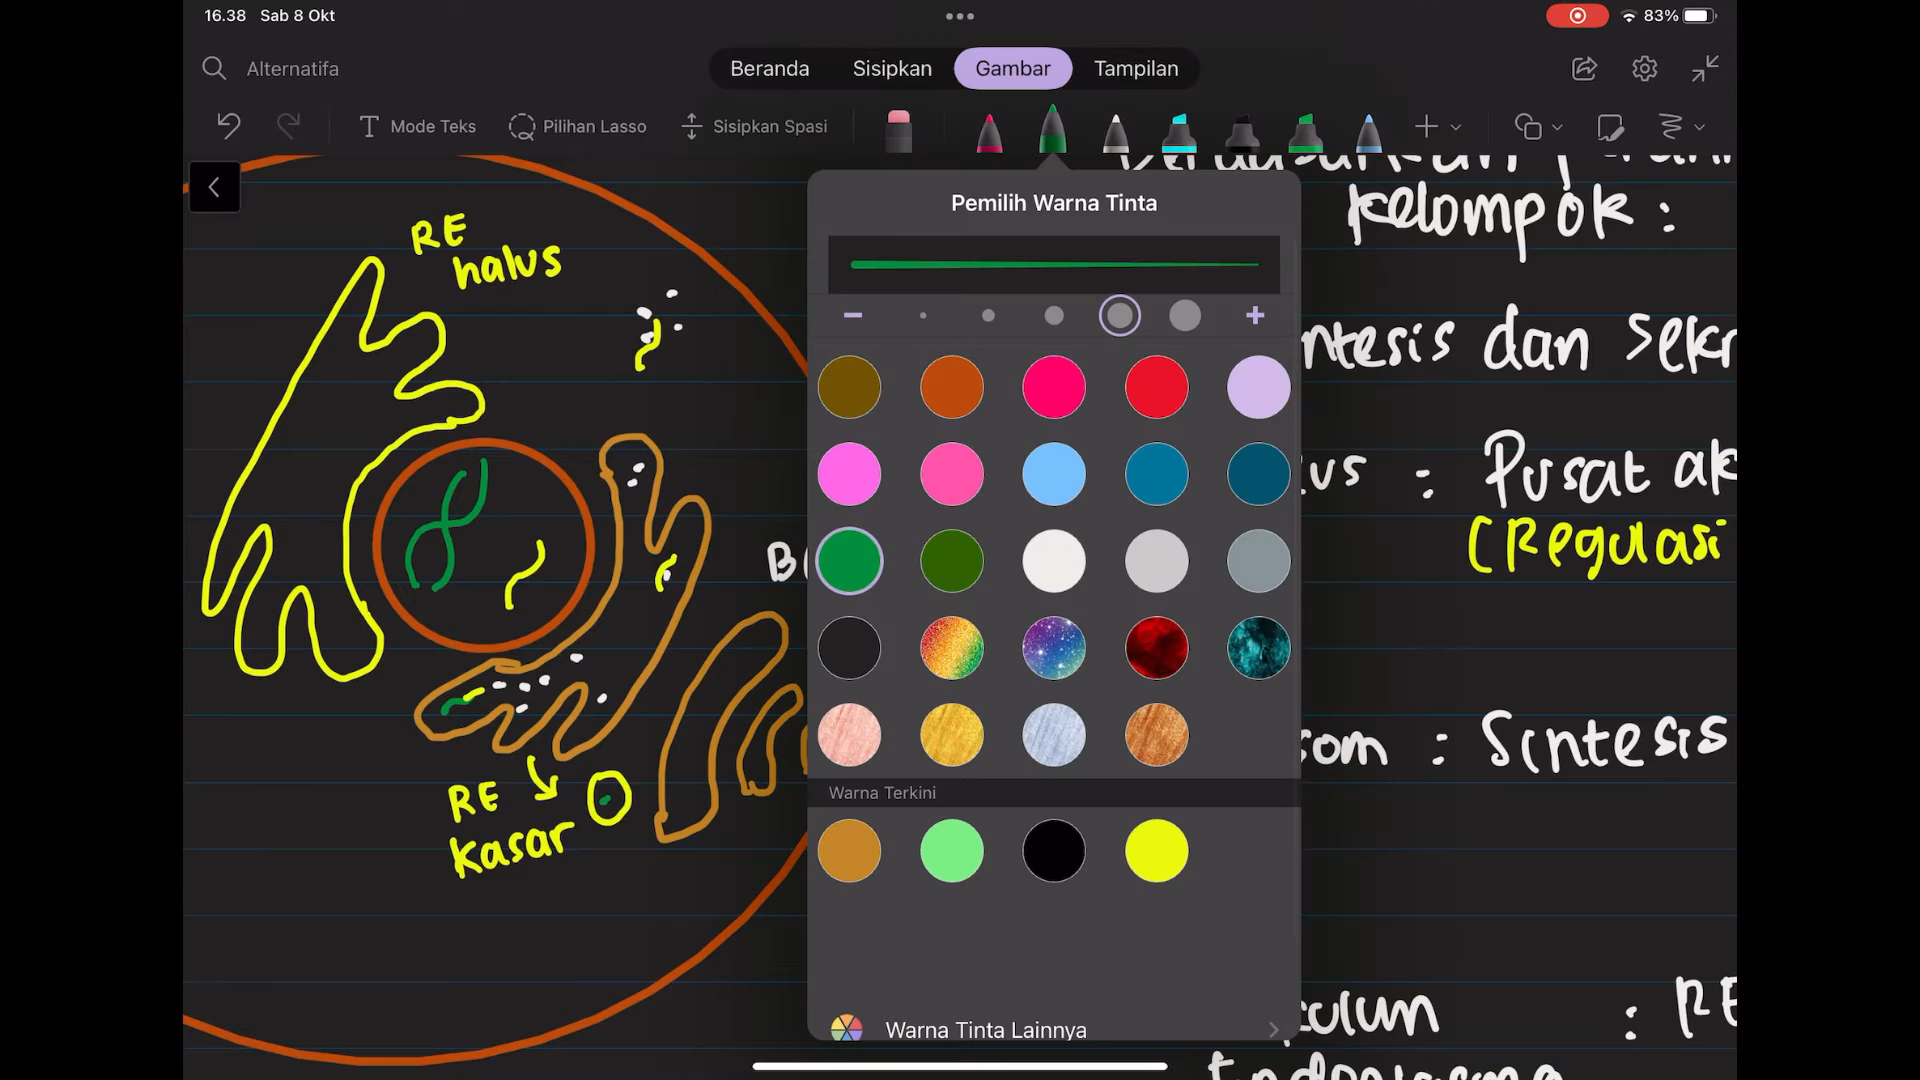 16.38 Sab 8 Okt
83%
Alternatifa
Beranda Sisipkan Gambar Tampilan
Mode Teks Pilihan Lasso Sisipkan Spasi
Pemilih Warna Tinta
Warna Terkini
Warna Tinta Lainnya
RE
halus
RE
kasar
kelompok :
ntesis dan Sekr
us : Pusat ak
(Regulasi
som : Sintesis
kulum : RE